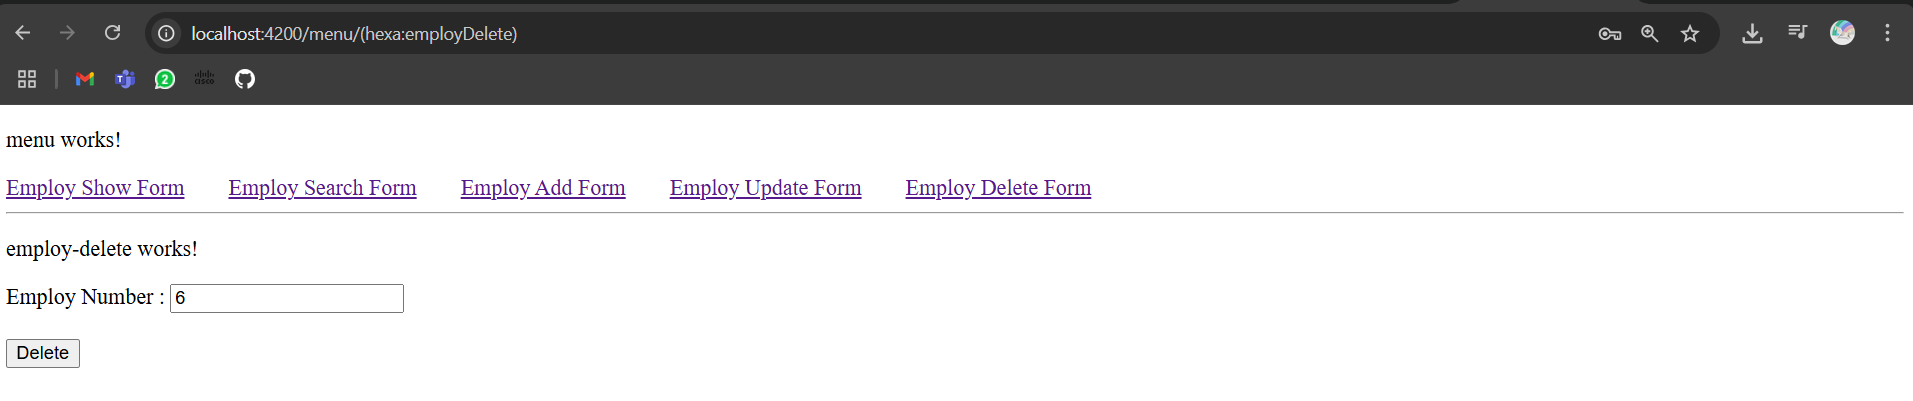 localhost:4200/menu/(hexa:employDelete)
2
menu works!
Employ Show Form Employ Search Form Employ Add Form Employ Update Form Employ Delete Form
employ-delete works!
Employ Number : 6
Delete